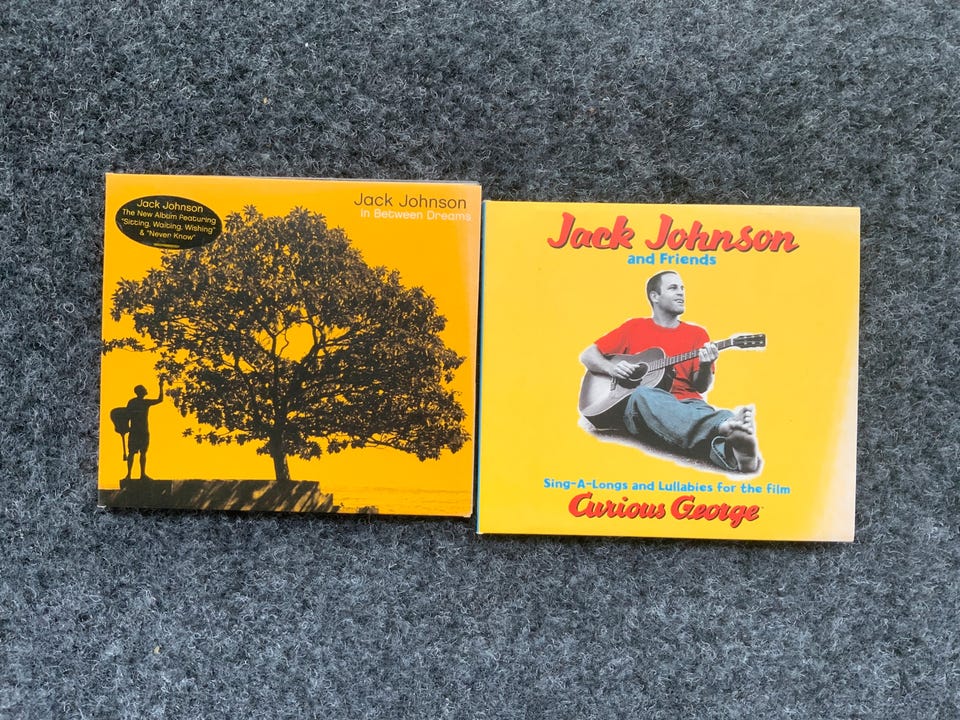 Jack Johnson
The New Album Featuring
"Sitting, Waiting, Wishing"
& "Never Know"
Jack Johnson
In Between Dreams
Jack Johnson
and Friends
Sing-A-Longs and Lullabies for the film
Curious George